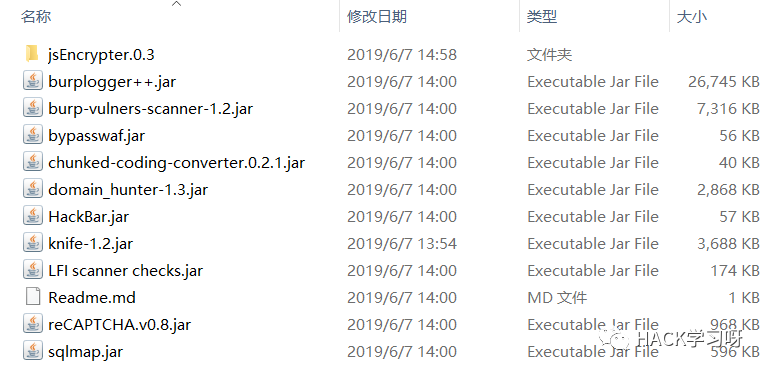 名称 修改日期 类型 大小
jsEncrypter.0.3 2019/6/7 14:58 文件夹
burplogger++.jar 2019/6/7 14:00 Executable Jar File 26,745 KB
burp-vulners-scanner-1.2.jar 2019/6/7 14:00 Executable Jar File 7,316 KB
bypasswaf.jar 2019/6/7 14:00 Executable Jar File 56 KB
chunked-coding-converter.0.2.1.jar 2019/6/7 14:00 Executable Jar File 40 KB
domain_hunter-1.3.jar 2019/6/7 14:00 Executable Jar File 2,868 KB
HackBar.jar 2019/6/7 14:00 Executable Jar File 57 KB
knife-1.2.jar 2019/6/7 13:54 Executable Jar File 3,688 KB
LFI scanner checks.jar 2019/6/7 14:00 Executable Jar File 174 KB
Readme.md 2019/6/7 14:00 MD 文件 1 KB
reCAPTCHA.v0.8.jar 2019/6/7 14:00 Executable Jar File 968 KB
HACK学习呀
sqlmap.jar 2019/6/7 14:00 Executable Jar File 596 KB